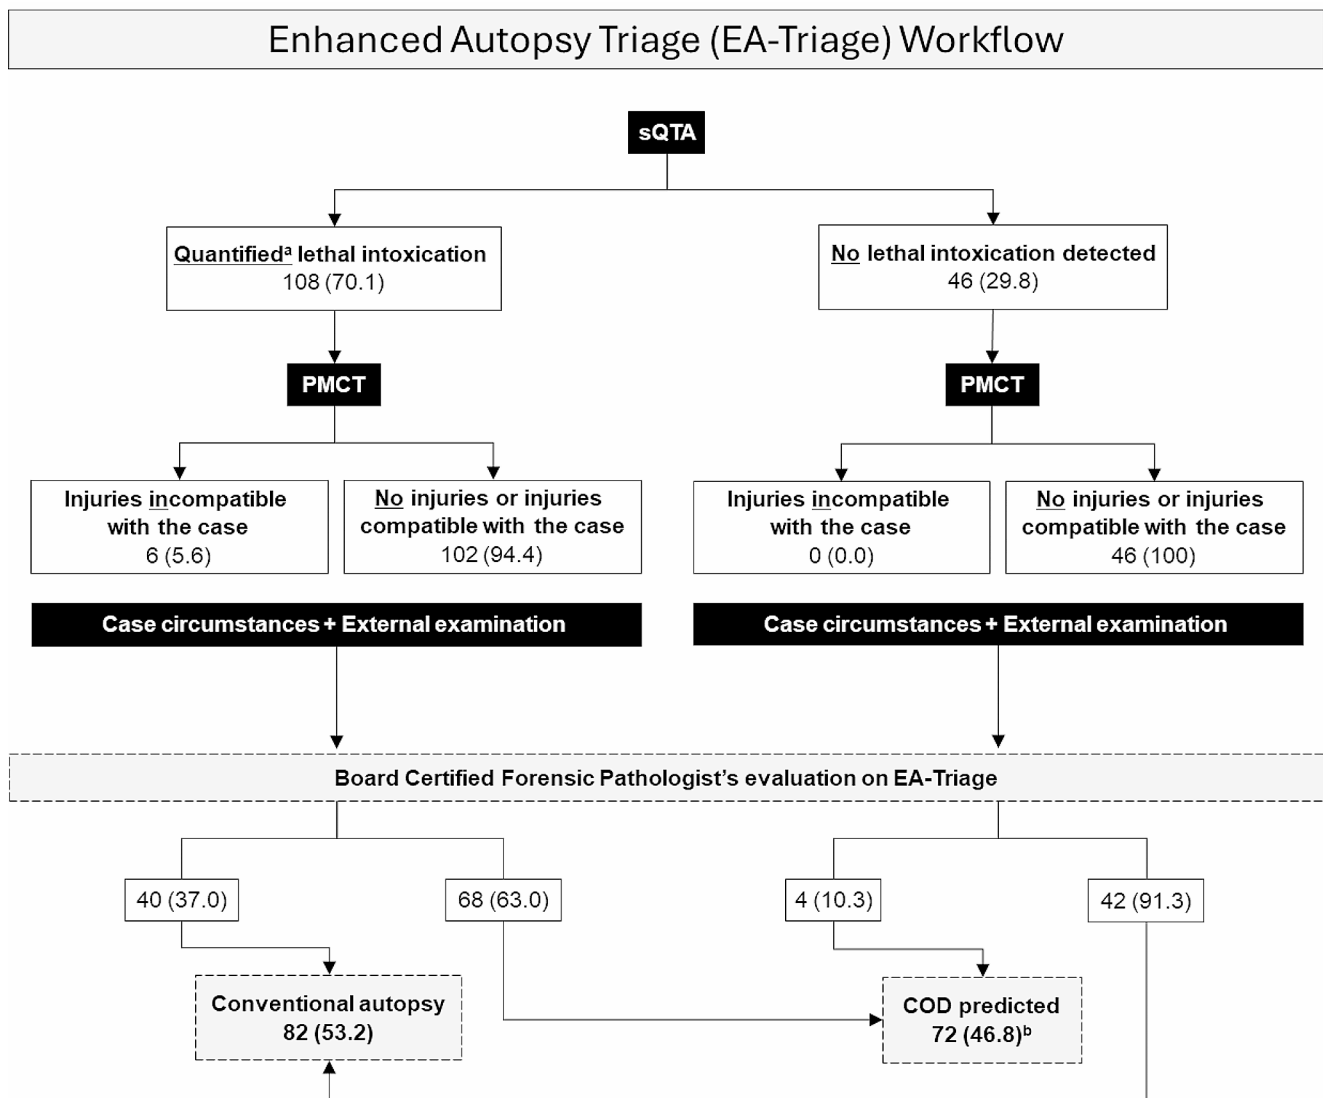 Enhanced Autopsy Triage (EA-Triage) Workflow
sQTA
Quantifiedᵃ lethal intoxication
108 (70.1)
No lethal intoxication detected
46 (29.8)
PMCT
PMCT
Injuries incompatible
with the case
6 (5.6)
No injuries or injuries
compatible with the case
102 (94.4)
Injuries incompatible
with the case
0 (0.0)
No injuries or injuries
compatible with the case
46 (100)
Case circumstances + External examination
Case circumstances + External examination
Board Certified Forensic Pathologist’s evaluation on EA-Triage
40 (37.0)
68 (63.0)
4 (10.3)
42 (91.3)
Conventional autopsy
82 (53.2)
COD predicted
72 (46.8)ᵇ